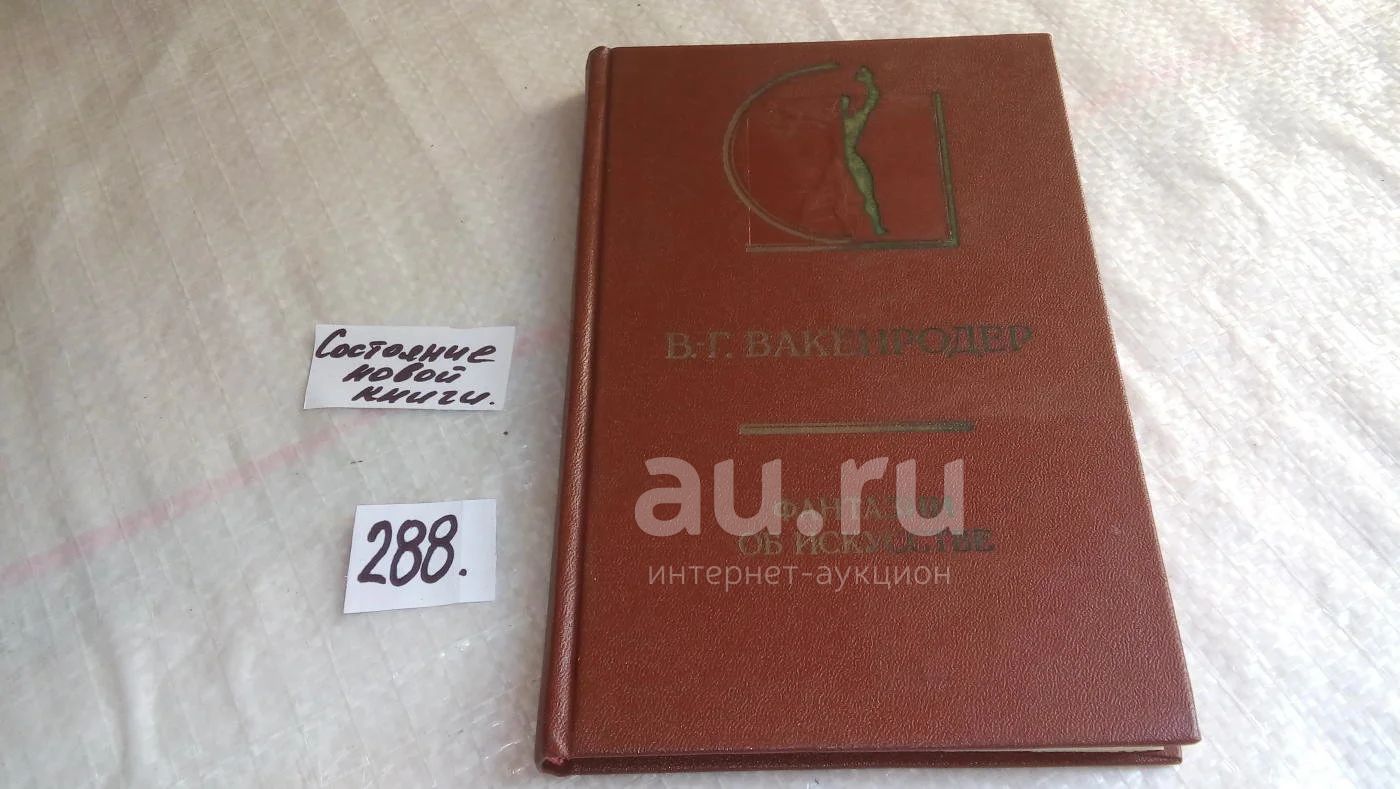 В.-Г. ВАКЕНРОДЕР
ФАНТАЗИИ
ОБ ИСКУССТВЕ
Состояние
новой
книги.
288.
au.ru
интернет-аукцион